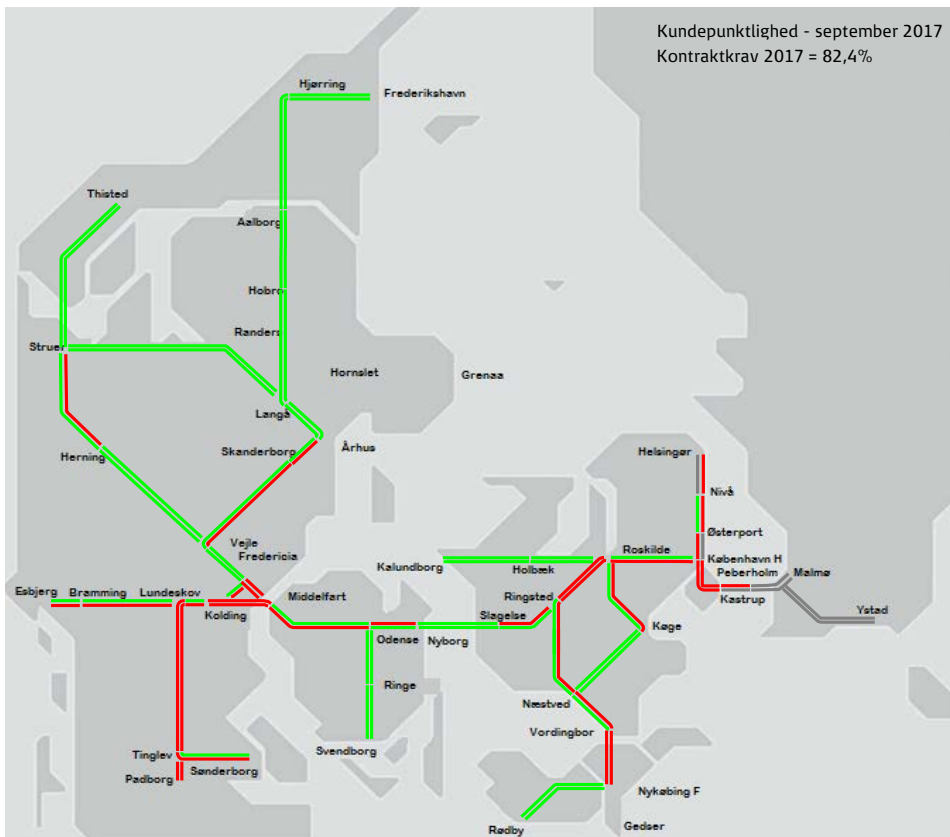 Kundepunktlighed - september 2017
Kontraktkrav 2017 = 82,4%
Hjørring
Frederikshavn
Thisted
Aalborg
Hobro
Randers
Struer
Hornslet
Grenaa
Langå
Århus
Skanderborg
Herning
Helsingør
Nivå
Østerport
Vejle
Fredericia
Roskilde
København H
Kalundborg
Holbæk
Peberholm
Malmø
Esbjerg
Bramming
Lundeskov
Middelfart
Ringsted
Kastrup
Kolding
Slagelse
Ystad
Odense
Nyborg
Køge
Ringe
Næstved
Vordingbor
Svendborg
Tinglev
Sønderborg
Padborg
Nykøbing F
Rødby
Gedser